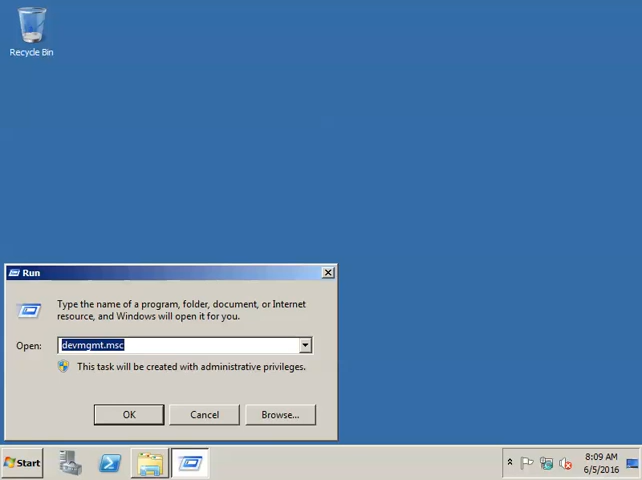 Recycle Bin
Run
Type the name of a program, folder, document, or Internet
resource, and Windows will open it for you.
Open: devmgmt.msc
This task will be created with administrative privileges.
OK Cancel Browse...
Start
8:09 AM
6/5/2016